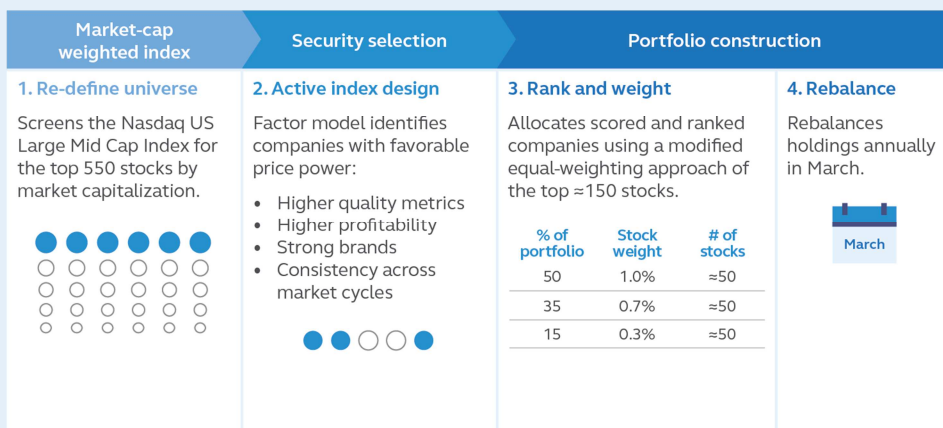 Market-cap
weighted index
Security selection
Portfolio construction
1. Re-define universe
Screens the Nasdaq US
Large Mid Cap Index for
the top 550 stocks by
market capitalization.
2. Active index design
Factor model identifies
companies with favorable
price power:
• Higher quality metrics
• Higher profitability
• Strong brands
• Consistency across
market cycles
3. Rank and weight
Allocates scored and ranked
companies using a modified
equal-weighting approach of
the top ≈150 stocks.
% of portfolio Stock weight # of stocks
50 1.0% ≈50
35 0.7% ≈50
15 0.3% ≈50
4. Rebalance
Rebalances
holdings annually
in March.
March